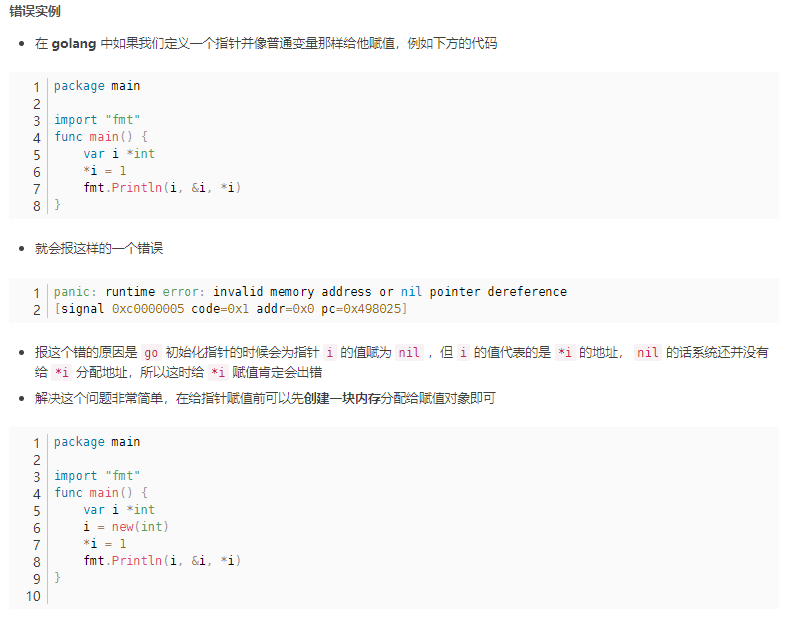 错误实例
在 golang 中如果我们定义一个指针并像普通变量那样给他赋值，例如下方的代码
1 package main
2
3 import "fmt"
4 func main() {
5     var i *int
6     *i = 1
7     fmt.Println(i, &i, *i)
8 }
就会报这样的一个错误
1 panic: runtime error: invalid memory address or nil pointer dereference
2 [signal 0xc0000005 code=0x1 addr=0x0 pc=0x498025]
报这个错的原因是 go 初始化指针的时候会为指针 i 的值赋为 nil ，但 i 的值代表的是 *i 的地址， nil 的话系统还并没有
给 *i 分配地址，所以这时给 *i 赋值肯定会出错
解决这个问题非常简单，在给指针赋值前可以先创建一块内存分配给赋值对象即可
1 package main
2
3 import "fmt"
4 func main() {
5     var i *int
6     i = new(int)
7     *i = 1
8     fmt.Println(i, &i, *i)
9 }
10